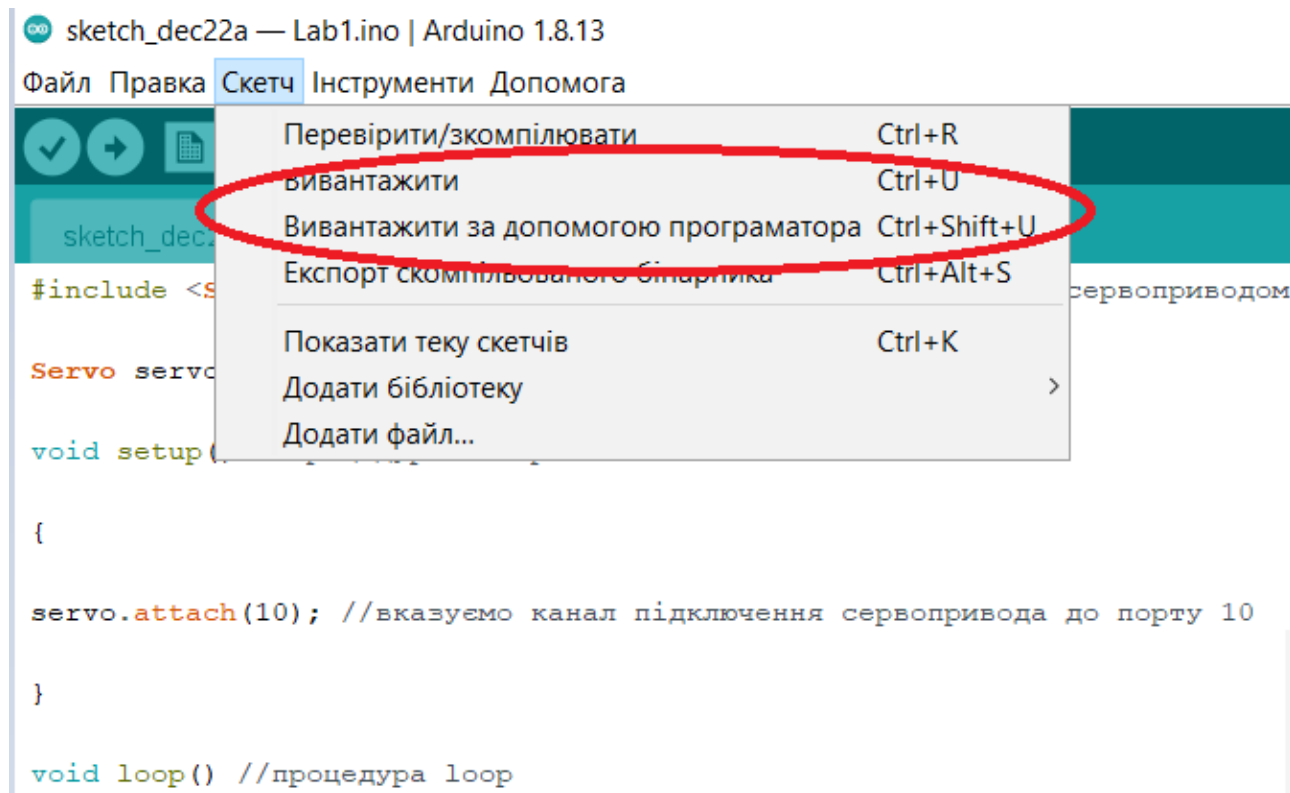 sketch_dec22a — Lab1.ino | Arduino 1.8.13
Файл Правка Скетч Інструменти Допомога
Перевірити/зкомпілювати Ctrl+R
Вивантажити Ctrl+U
Вивантажити за допомогою програматора Ctrl+Shift+U
sketch_dec
Експорт скомпільованого бінарника Ctrl+Alt+S
#include <S сервоприводом
Показати теку скетчів Ctrl+K
Servo servo
Додати бібліотеку
Додати файл...
void setup(
{
servo.attach(10); //вказуємо канал підключення сервопривода до порту 10
}
void loop() //процедура loop